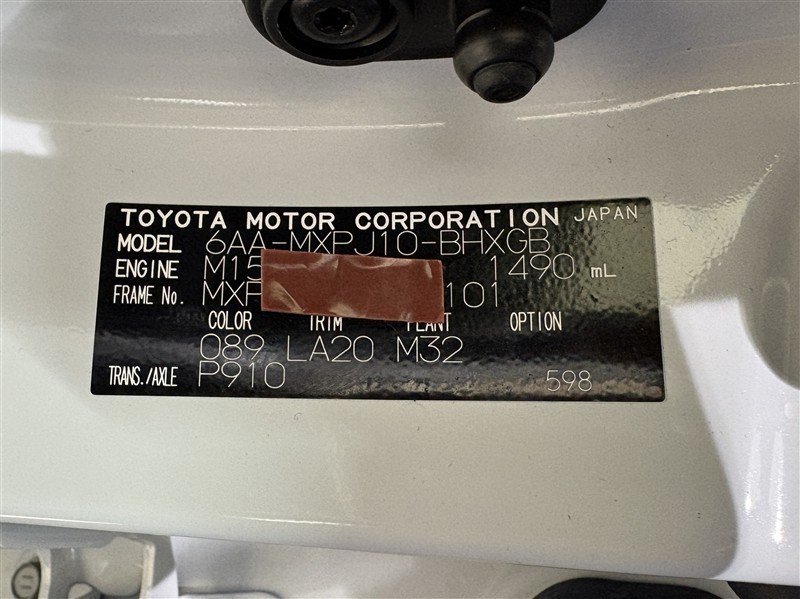 TOYOTA MOTOR CORPORATION JAPAN
MODEL 6AA-MXPJ10-BHXGB
ENGINE M15 1490 mL
FRAME No. MXP 101
COLOR TRIM PLANT OPTION
089 LA20 M32
TRANS./AXLE P910 598